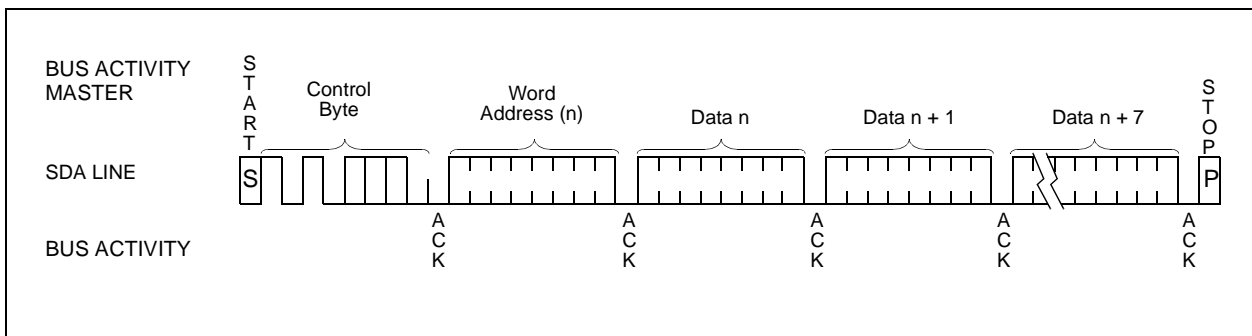 BUS ACTIVITY
MASTER
START
Control
Byte
Word
Address (n)
Data n
Data n + 1
Data n + 7
STOP
SDA LINE
S
P
BUS ACTIVITY
ACK
ACK
ACK
ACK
ACK